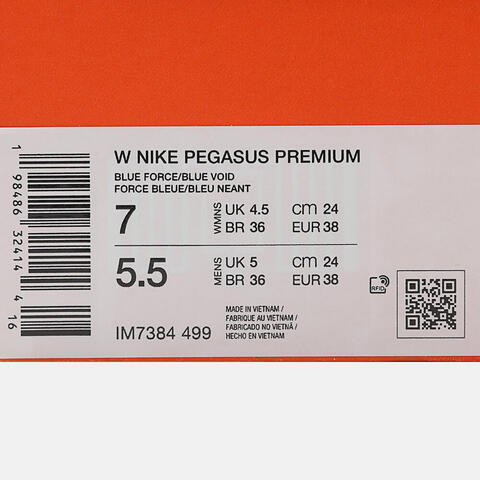 W NIKE PEGASUS PREMIUM
BLUE FORCE/BLUE VOID
FORCE BLEUE/BLEU NEANT
7 WMNS UK 4.5 cm 24
BR 36 EUR 38
5.5 MENS UK 5 cm 24
BR 36 EUR 38
RFID
MADE IN VIETNAM /
FABRIQUE AU VIETNAM /
FABRICADO NO VIETNÃ /
HECHO EN VIETNAM
IM7384 499
1 98486 32414 4 16